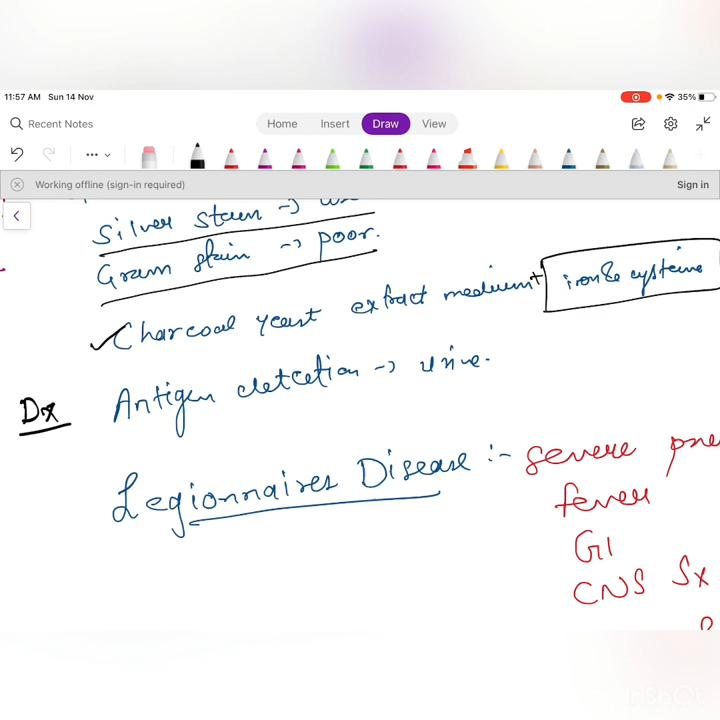 11:57 AM Sun 14 Nov 35%
Recent Notes Home Insert Draw View
Working offline (sign-in required) Sign in
Silver stain →
Gram stain → poor.
Charcoal yeast extract medium + iron & cysteine
Dx Antigen detcetion → urine.
Legionnaires Disease :- severe pne
fever
GI
CNS Sx